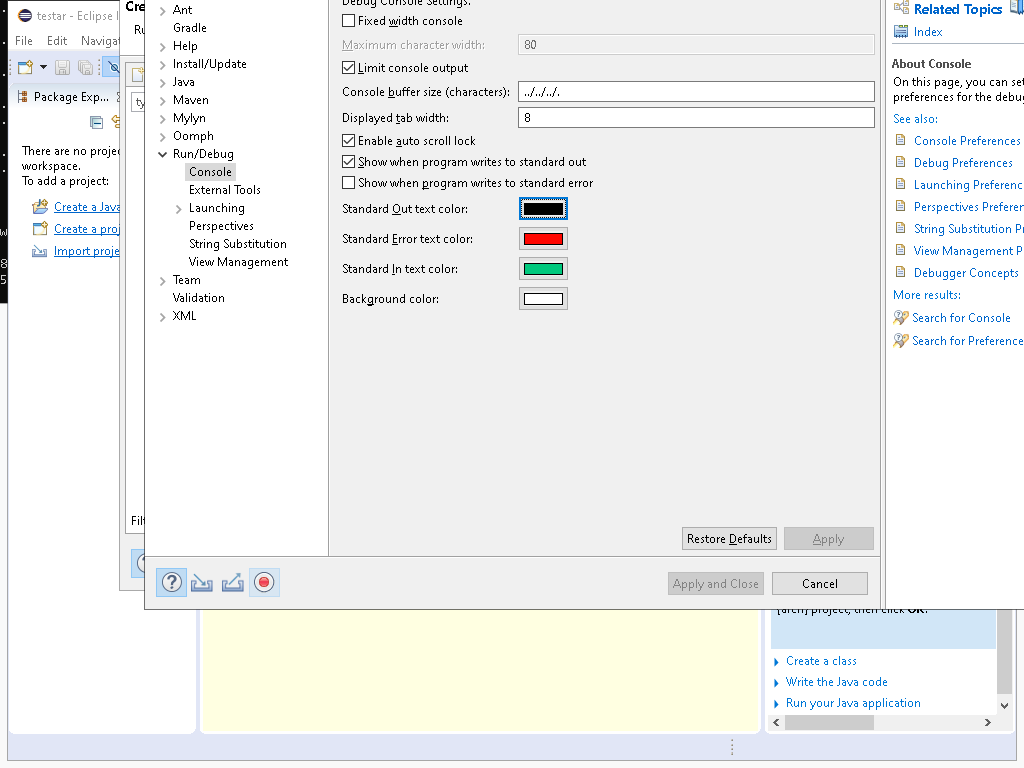 testar - Eclipse I
File Edit Navigat
Package Exp...
There are no projec
workspace.
To add a project:
Create a Java
Create a proj
Import proje
Cre
Ru
ty
Filt
Ant
Gradle
Help
Install/Update
Java
Maven
Mylyn
Oomph
Run/Debug
Console
External Tools
Launching
Perspectives
String Substitution
View Management
Team
Validation
XML
Debug Console Settings.
Fixed width console
Maximum character width: 80
Limit console output
Console buffer size (characters): ../../../.
Displayed tab width: 8
Enable auto scroll lock
Show when program writes to standard out
Show when program writes to standard error
Standard Out text color:
Standard Error text color:
Standard In text color:
Background color:
Restore Defaults Apply
Apply and Close Cancel
Related Topics
Index
About Console
On this page, you can set
preferences for the debug
See also:
Console Preferences
Debug Preferences
Launching Preferenc
Perspectives Preferen
String Substitution Pr
View Management P
Debugger Concepts
More results:
Search for Console
Search for Preference
{arch} project, then click OK.
Create a class
Write the Java code
Run your Java application